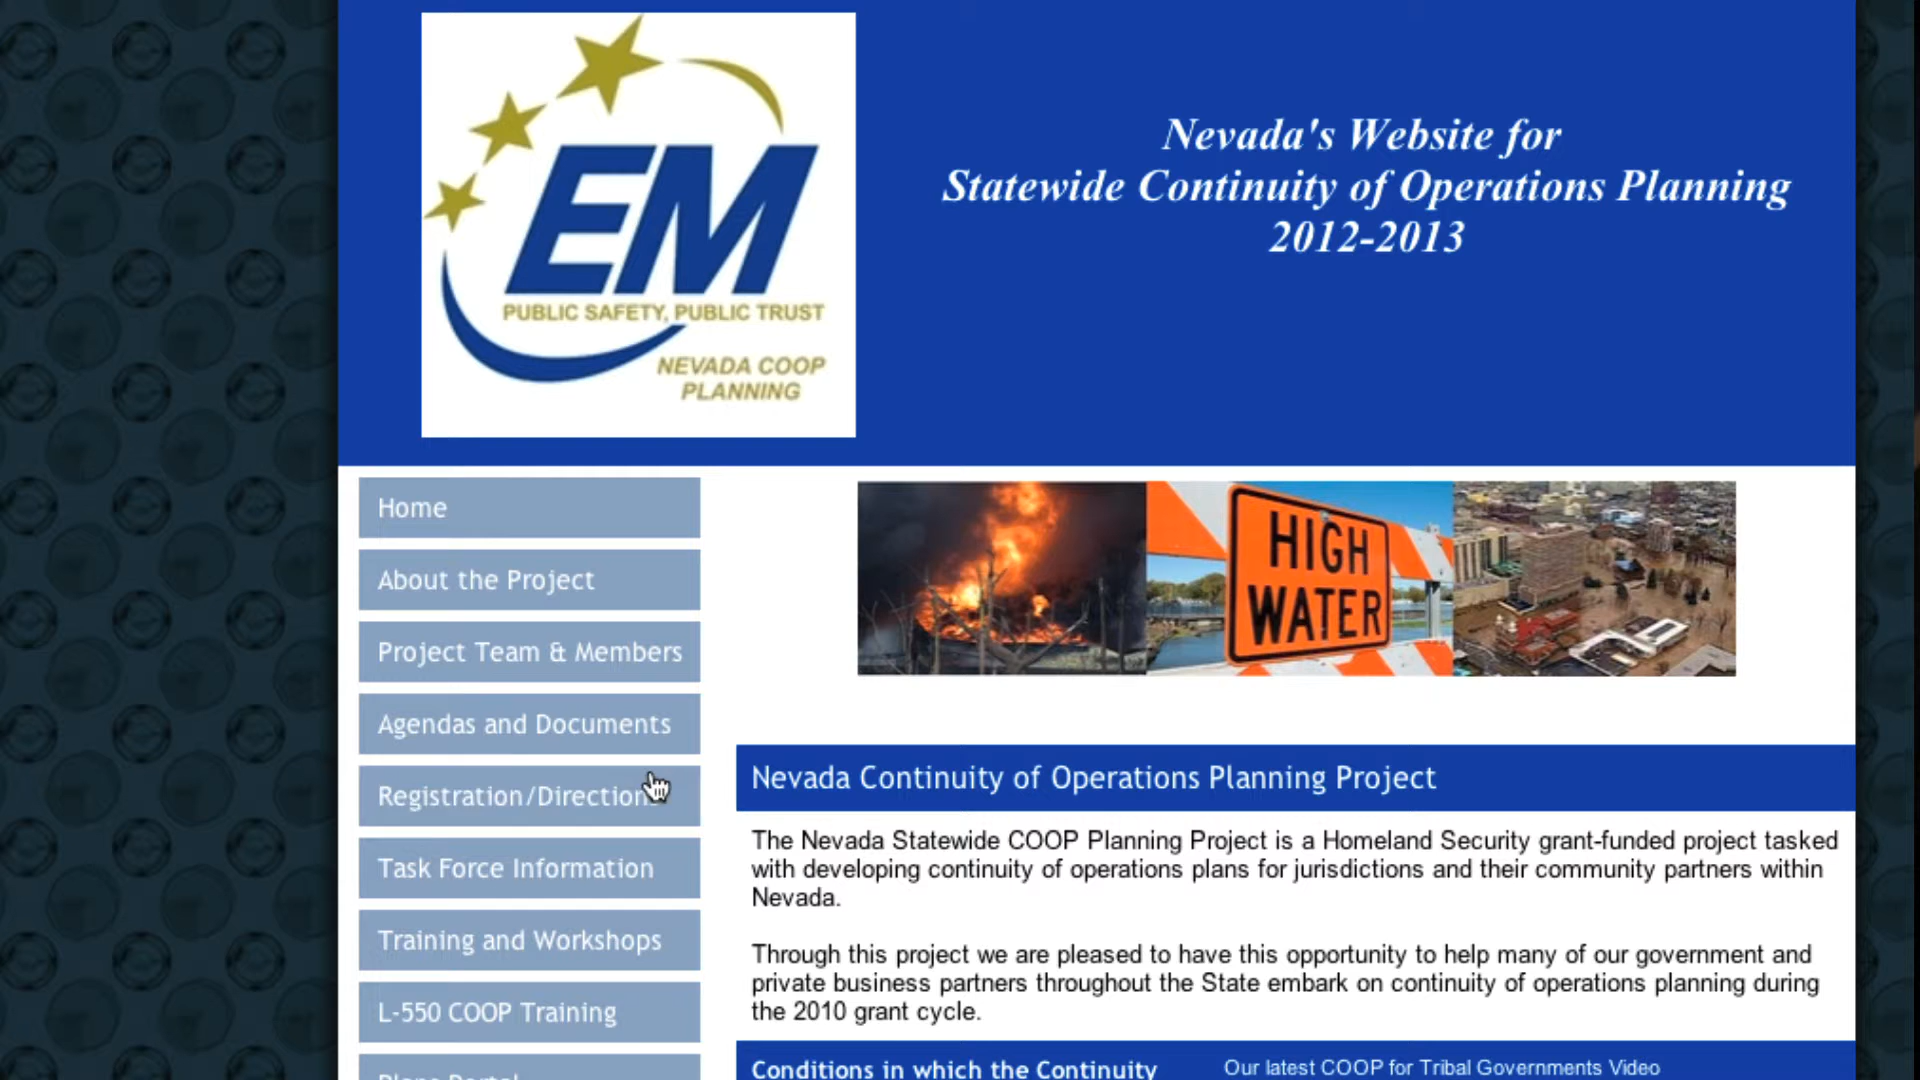 EM
PUBLIC SAFETY, PUBLIC TRUST
NEVADA COOP
PLANNING
Nevada's Website for
Statewide Continuity of Operations Planning
2012-2013
Home
About the Project
Project Team & Members
Agendas and Documents
Registration/Directions
Task Force Information
Training and Workshops
L-550 COOP Training
Plans Portal
HIGH
WATER
Nevada Continuity of Operations Planning Project
The Nevada Statewide COOP Planning Project is a Homeland Security grant-funded project tasked
with developing continuity of operations plans for jurisdictions and their community partners within
Nevada.
Through this project we are pleased to have this opportunity to help many of our government and
private business partners throughout the State embark on continuity of operations planning during
the 2010 grant cycle.
Conditions in which the Continuity
Our latest COOP for Tribal Governments Video